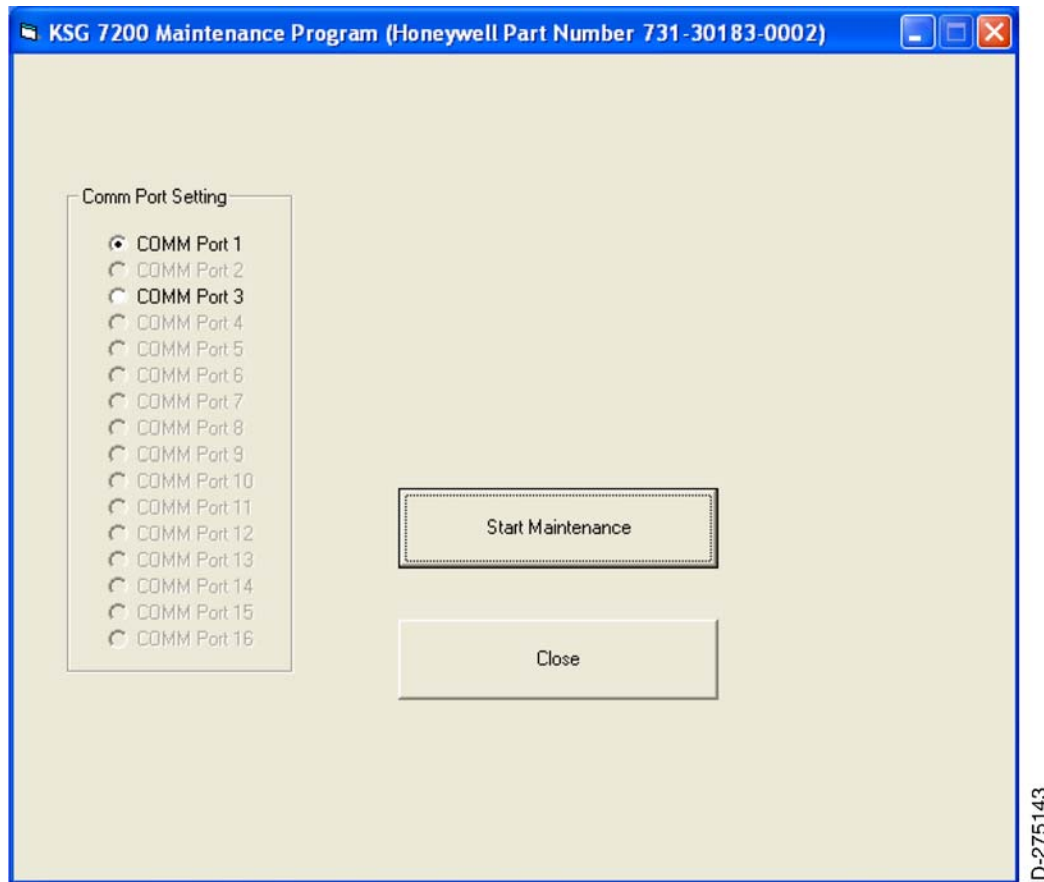 KSG 7200 Maintenance Program (Honeywell Part Number 731-30183-0002)
Comm Port Setting
COMM Port 1
COMM Port 2
COMM Port 3
COMM Port 4
COMM Port 5
COMM Port 6
COMM Port 7
COMM Port 8
COMM Port 9
COMM Port 10
COMM Port 11
COMM Port 12
COMM Port 13
COMM Port 14
COMM Port 15
COMM Port 16
Start Maintenance
Close
D-275143